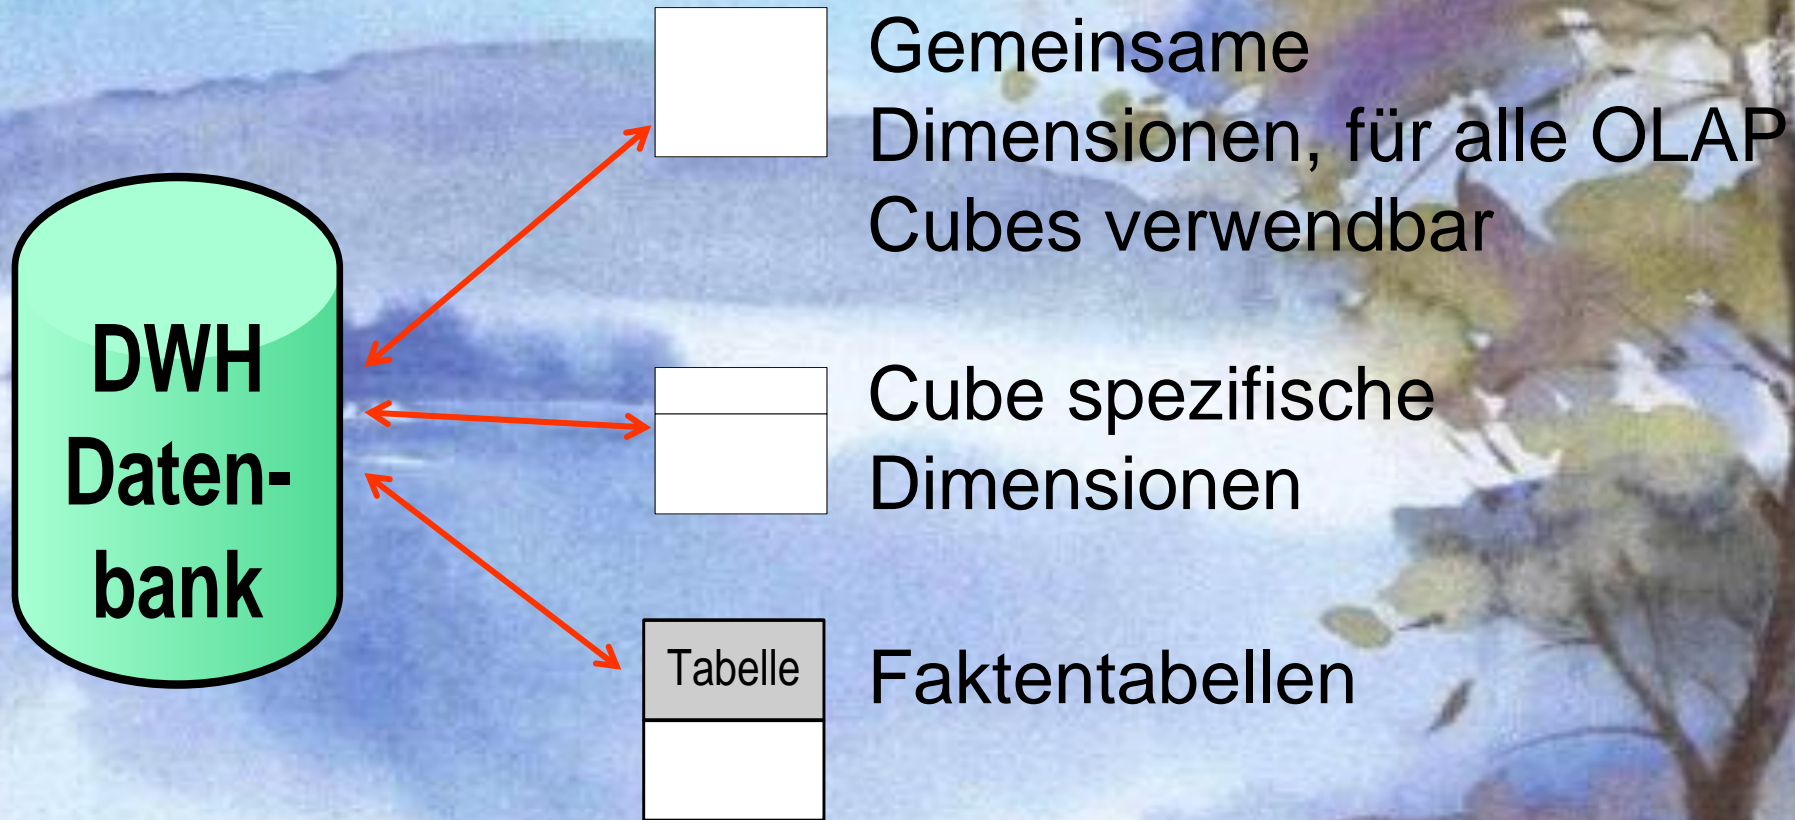 DWH
Daten-
bank
Gemeinsame
Dimensionen, für alle OLAP
Cubes verwendbar
Cube spezifische
Dimensionen
Tabelle
Faktentabellen